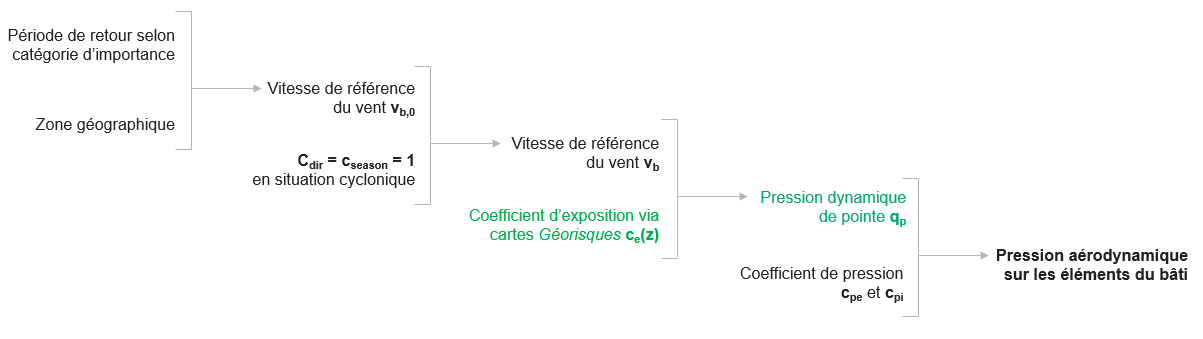 Période de retour selon
catégorie d’importance
Zone géographique
Vitesse de référence
du vent vb,0
Cdir = cseason = 1
en situation cyclonique
Vitesse de référence
du vent vb
Coefficient d’exposition via
cartes Géorisques ce(z)
Pression dynamique
de pointe qp
Coefficient de pression
cpe et cpi
Pression aérodynamique
sur les éléments du bâti